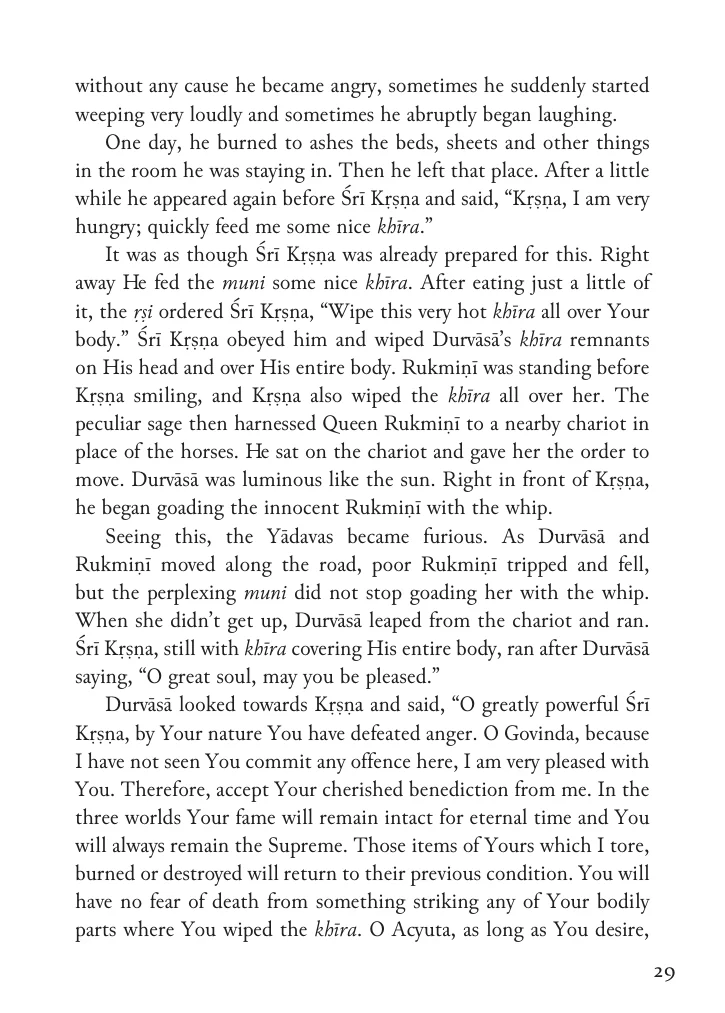 without any cause he became angry, sometimes he suddenly started
weeping very loudly and sometimes he abruptly began laughing.
One day, he burned to ashes the beds, sheets and other things
in the room he was staying in. Then he left that place. After a little
while he appeared again before Śrī Kṛṣṇa and said, “Kṛṣṇa, I am very
hungry; quickly feed me some nice khīra.”
It was as though Śrī Kṛṣṇa was already prepared for this. Right
away He fed the muni some nice khīra. After eating just a little of
it, the ṛṣi ordered Śrī Kṛṣṇa, “Wipe this very hot khīra all over Your
body.” Śrī Kṛṣṇa obeyed him and wiped Durvāsā’s khīra remnants
on His head and over His entire body. Rukmiṇī was standing before
Kṛṣṇa smiling, and Kṛṣṇa also wiped the khīra all over her. The
peculiar sage then harnessed Queen Rukmiṇī to a nearby chariot in
place of the horses. He sat on the chariot and gave her the order to
move. Durvāsā was luminous like the sun. Right in front of Kṛṣṇa,
he began goading the innocent Rukmiṇī with the whip.
Seeing this, the Yādavas became furious. As Durvāsā and
Rukmiṇī moved along the road, poor Rukmiṇī tripped and fell,
but the perplexing muni did not stop goading her with the whip.
When she didn’t get up, Durvāsā leaped from the chariot and ran.
Śrī Kṛṣṇa, still with khīra covering His entire body, ran after Durvāsā
saying, “O great soul, may you be pleased.”
Durvāsā looked towards Kṛṣṇa and said, “O greatly powerful Śrī
Kṛṣṇa, by Your nature You have defeated anger. O Govinda, because
I have not seen You commit any offence here, I am very pleased with
You. Therefore, accept Your cherished benediction from me. In the
three worlds Your fame will remain intact for eternal time and You
will always remain the Supreme. Those items of Yours which I tore,
burned or destroyed will return to their previous condition. You will
have no fear of death from something striking any of Your bodily
parts where You wiped the khīra. O Acyuta, as long as You desire,
29